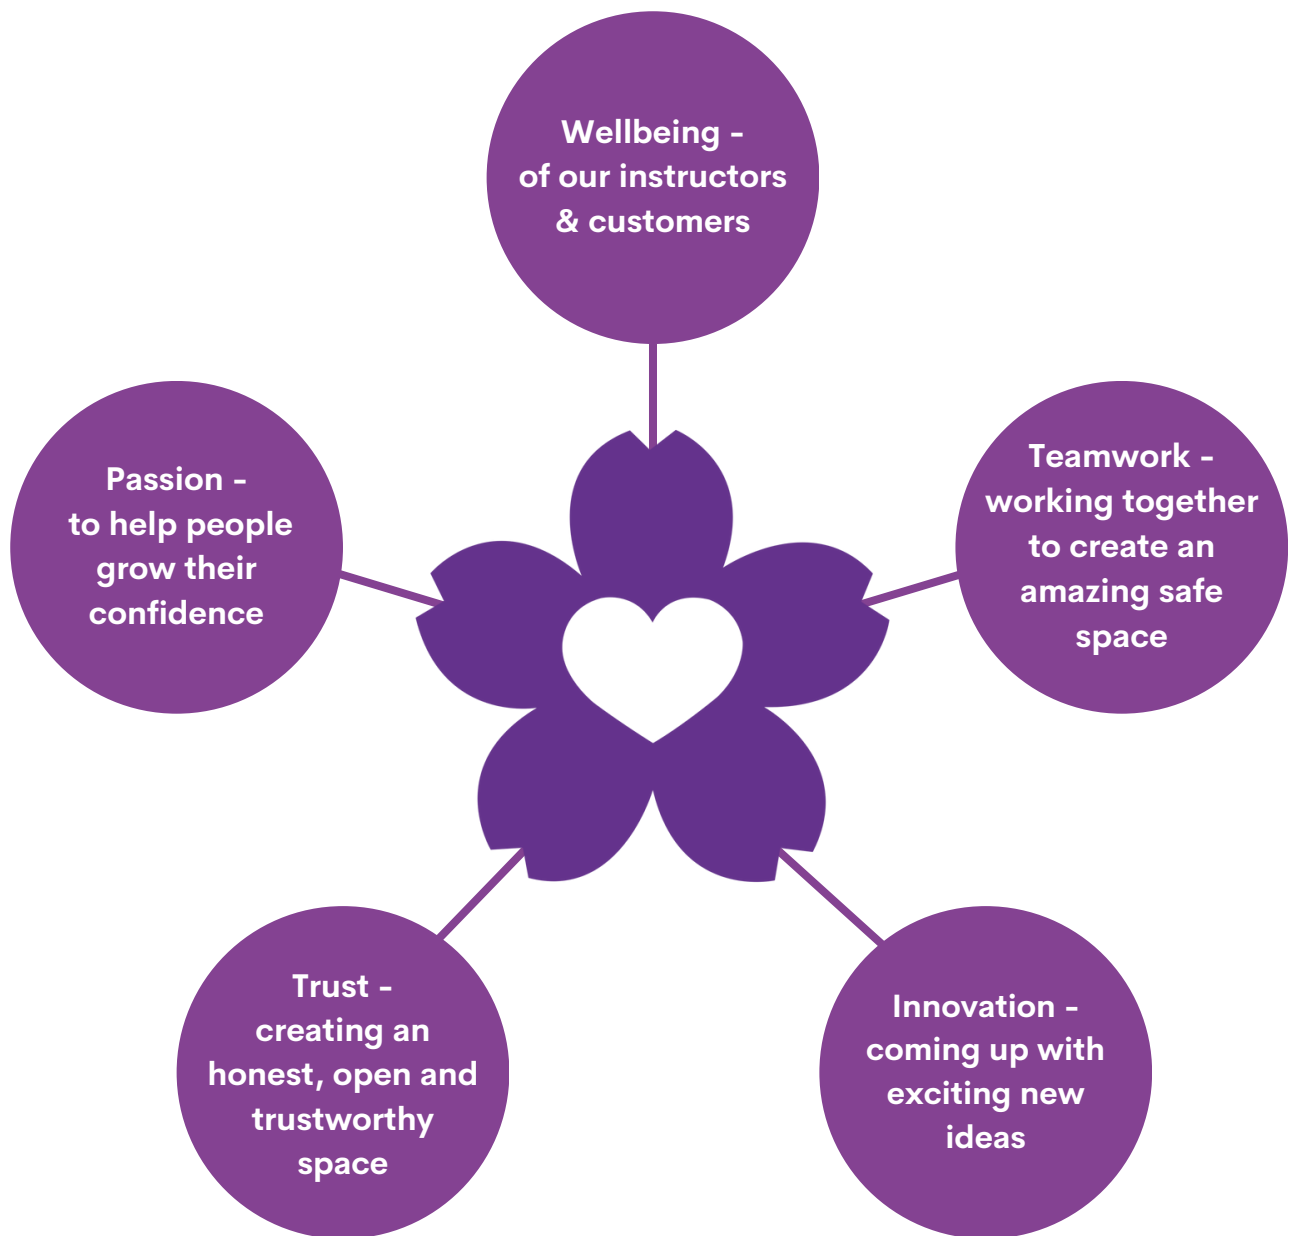 Wellbeing -
of our instructors
& customers
Passion -
to help people
grow their
confidence
Teamwork -
working together
to create an
amazing safe
space
Trust -
creating an
honest, open and
trustworthy
space
Innovation -
coming up with
exciting new
ideas